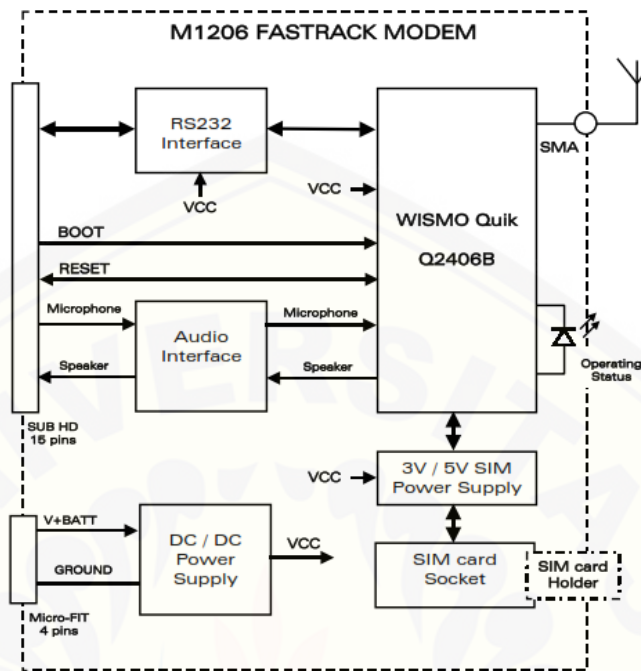 M1206 FASTRACK MODEM
RS232
Interface
VCC
VCC
SMA
WISMO Quik
Q2406B
BOOT
RESET
Microphone
Microphone
Audio
Interface
Speaker
Speaker
Operating
Status
SUB HD
15 pins
VCC
3V / 5V SIM
Power Supply
V+BATT
DC / DC
Power
Supply
VCC
GROUND
SIM card
Socket
SIM card
Holder
Micro-FIT
4 pins
UNIVERSITAS